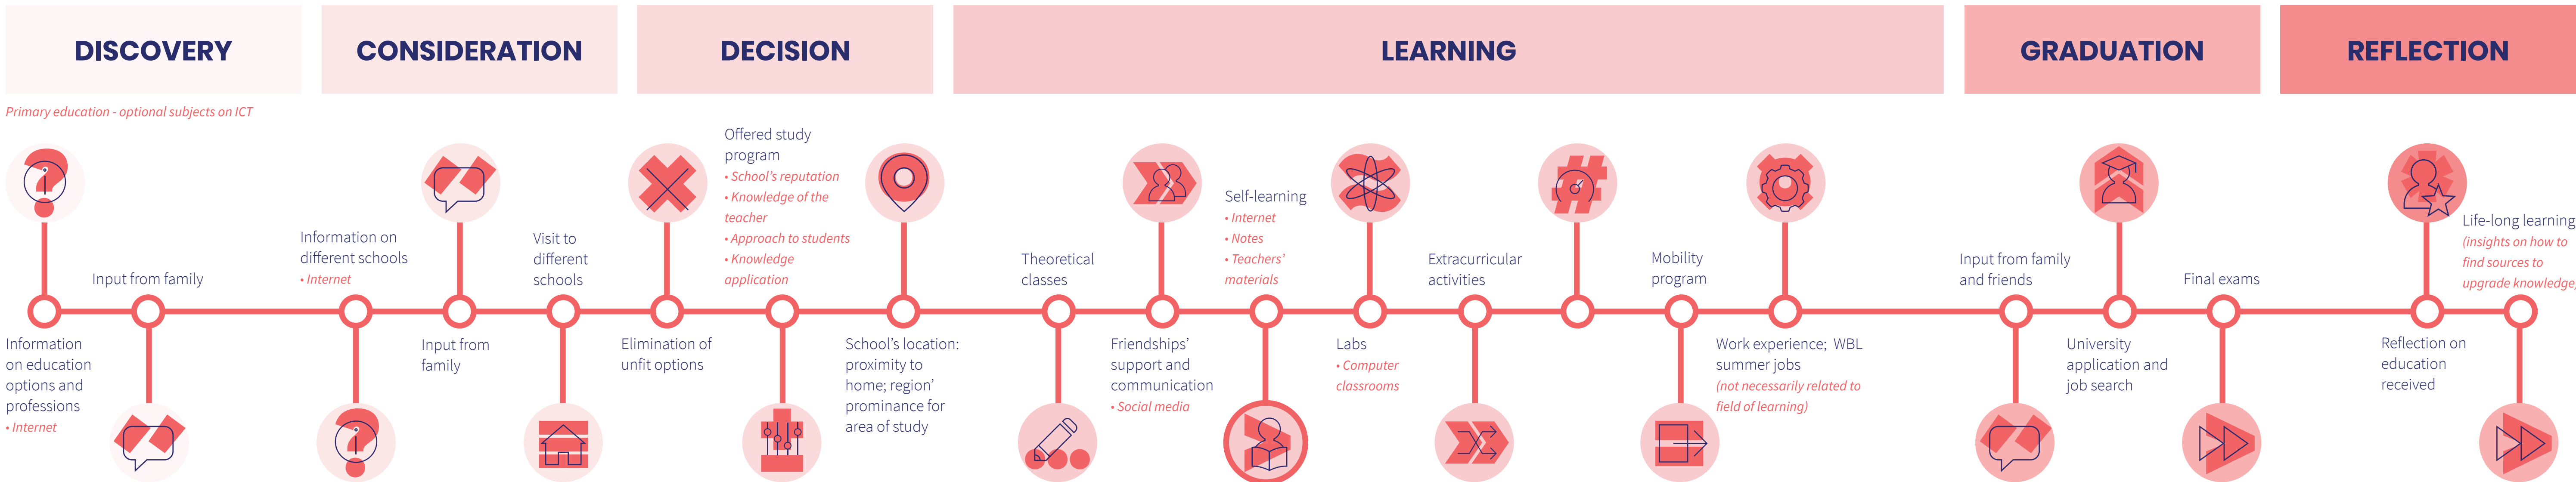 DISCOVERY
CONSIDERATION
DECISION
LEARNING
GRADUATION
REFLECTION
Primary education - optional subjects on ICT
Information
on education
options and
professions
• Internet
Input from family
Information on
different schools
• Internet
Input from
family
Visit to
different
schools
Elimination of
unfit options
Offered study
program
• School's reputation
• Knowledge of the
teacher
• Approach to students
• Knowledge
application
School's location:
proximity to
home; region'
prominance for
area of study
Theoretical
classes
Friendships'
support and
communication
• Social media
Self-learning
• Internet
• Notes
• Teachers'
materials
Labs
• Computer
classrooms
Extracurricular
activities
Mobility
program
Work experience; WBL
summer jobs
(not necessarily related to
field of learning)
Input from family
and friends
University
application and
job search
Final exams
Reflection on
education
received
Life-long learning
(insights on how to
find sources to
upgrade knowledge,